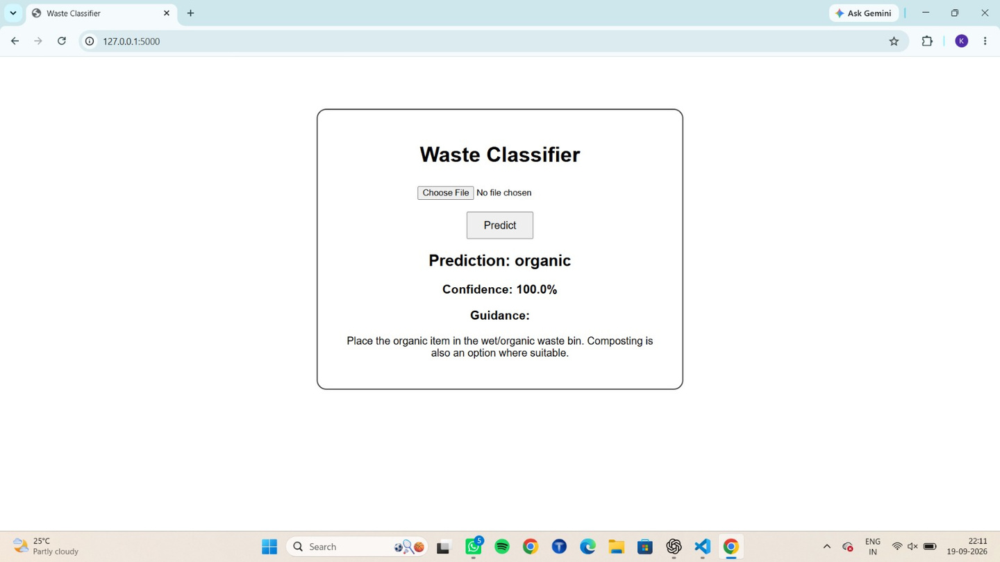 Waste Classifier
Ask Gemini
127.0.0.1:5000
K
Waste Classifier
Choose File No file chosen
Predict
Prediction: organic
Confidence: 100.0%
Guidance:
Place the organic item in the wet/organic waste bin. Composting is
also an option where suitable.
25°C
Partly cloudy
Search
5
T
ENG
IN
22:11
19-09-2026